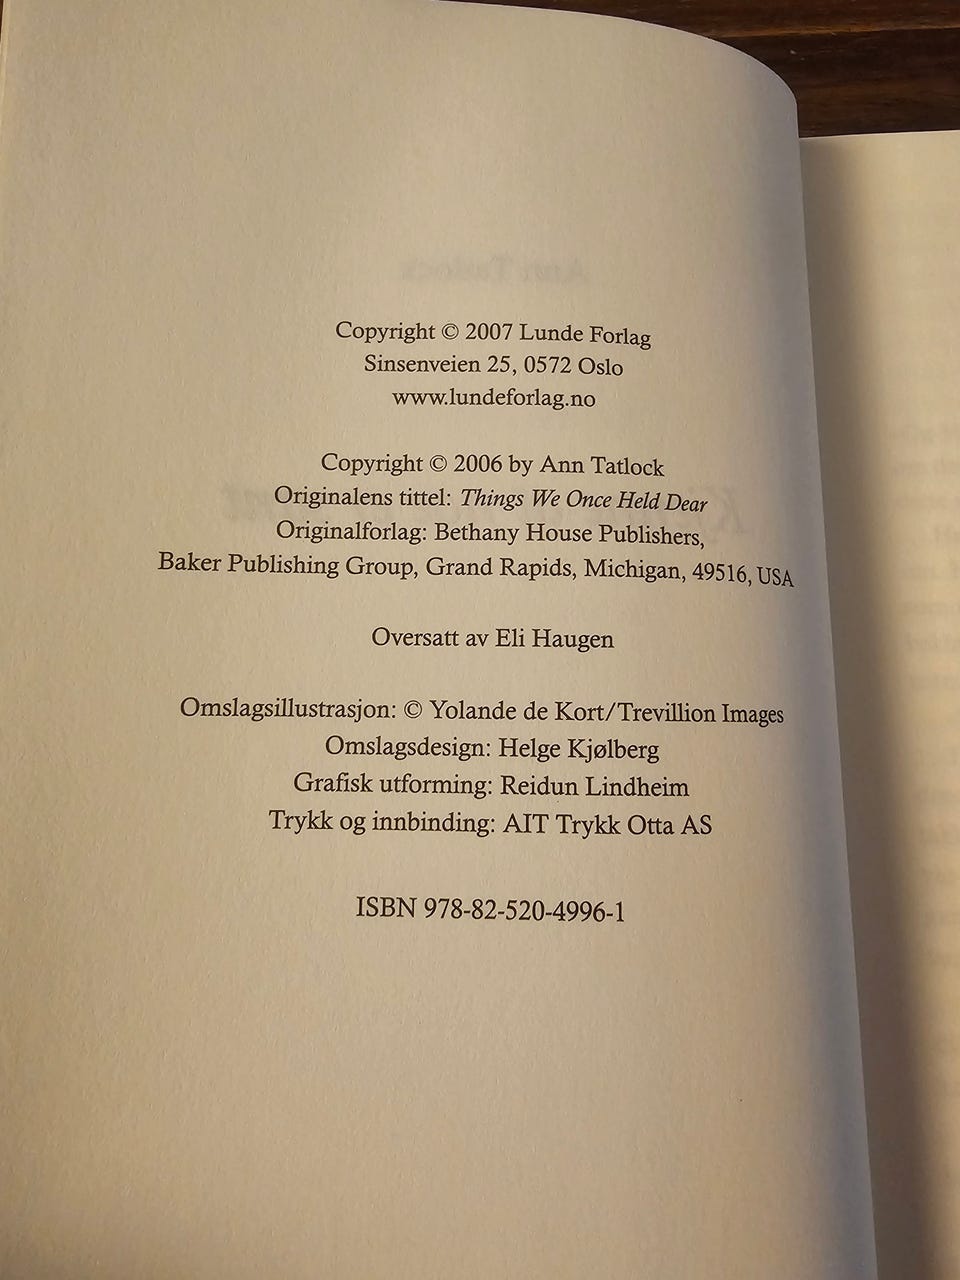 Copyright © 2007 Lunde Forlag
Sinsenveien 25, 0572 Oslo
www.lundeforlag.no
Copyright © 2006 by Ann Tatlock
Originalens tittel: Things We Once Held Dear
Originalforlag: Bethany House Publishers,
Baker Publishing Group, Grand Rapids, Michigan, 49516, USA
Oversatt av Eli Haugen
Omslagsillustrasjon: © Yolande de Kort/Trevillion Images
Omslagsdesign: Helge Kjølberg
Grafisk utforming: Reidun Lindheim
Trykk og innbinding: AIT Trykk Otta AS
ISBN 978-82-520-4996-1